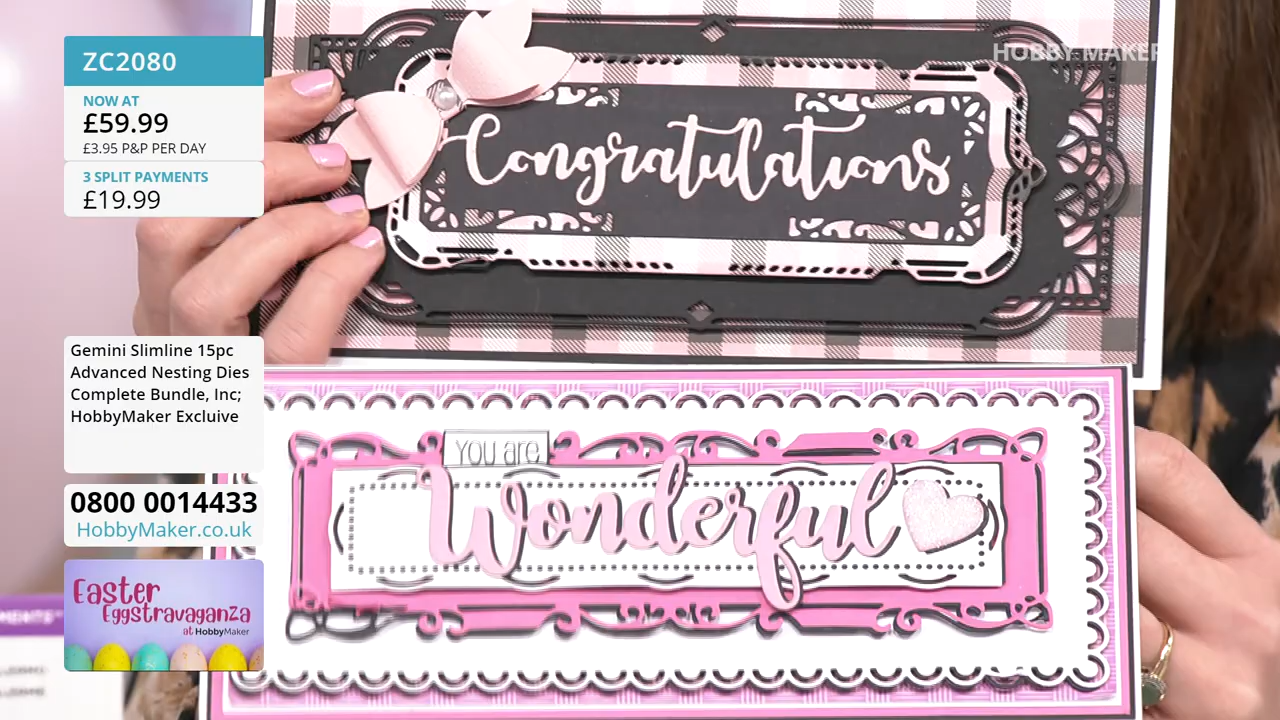 ZC2080
NOW AT
£59.99
£3.95 P&P PER DAY
3 SPLIT PAYMENTS
£19.99
Gemini Slimline 15pc
Advanced Nesting Dies
Complete Bundle, Inc;
HobbyMaker Excluive
0800 0014433
HobbyMaker.co.uk
Easter
Eggstravaganza
at HobbyMaker
HOBBY MAKER
Congratulations
YOU are
Wonderful